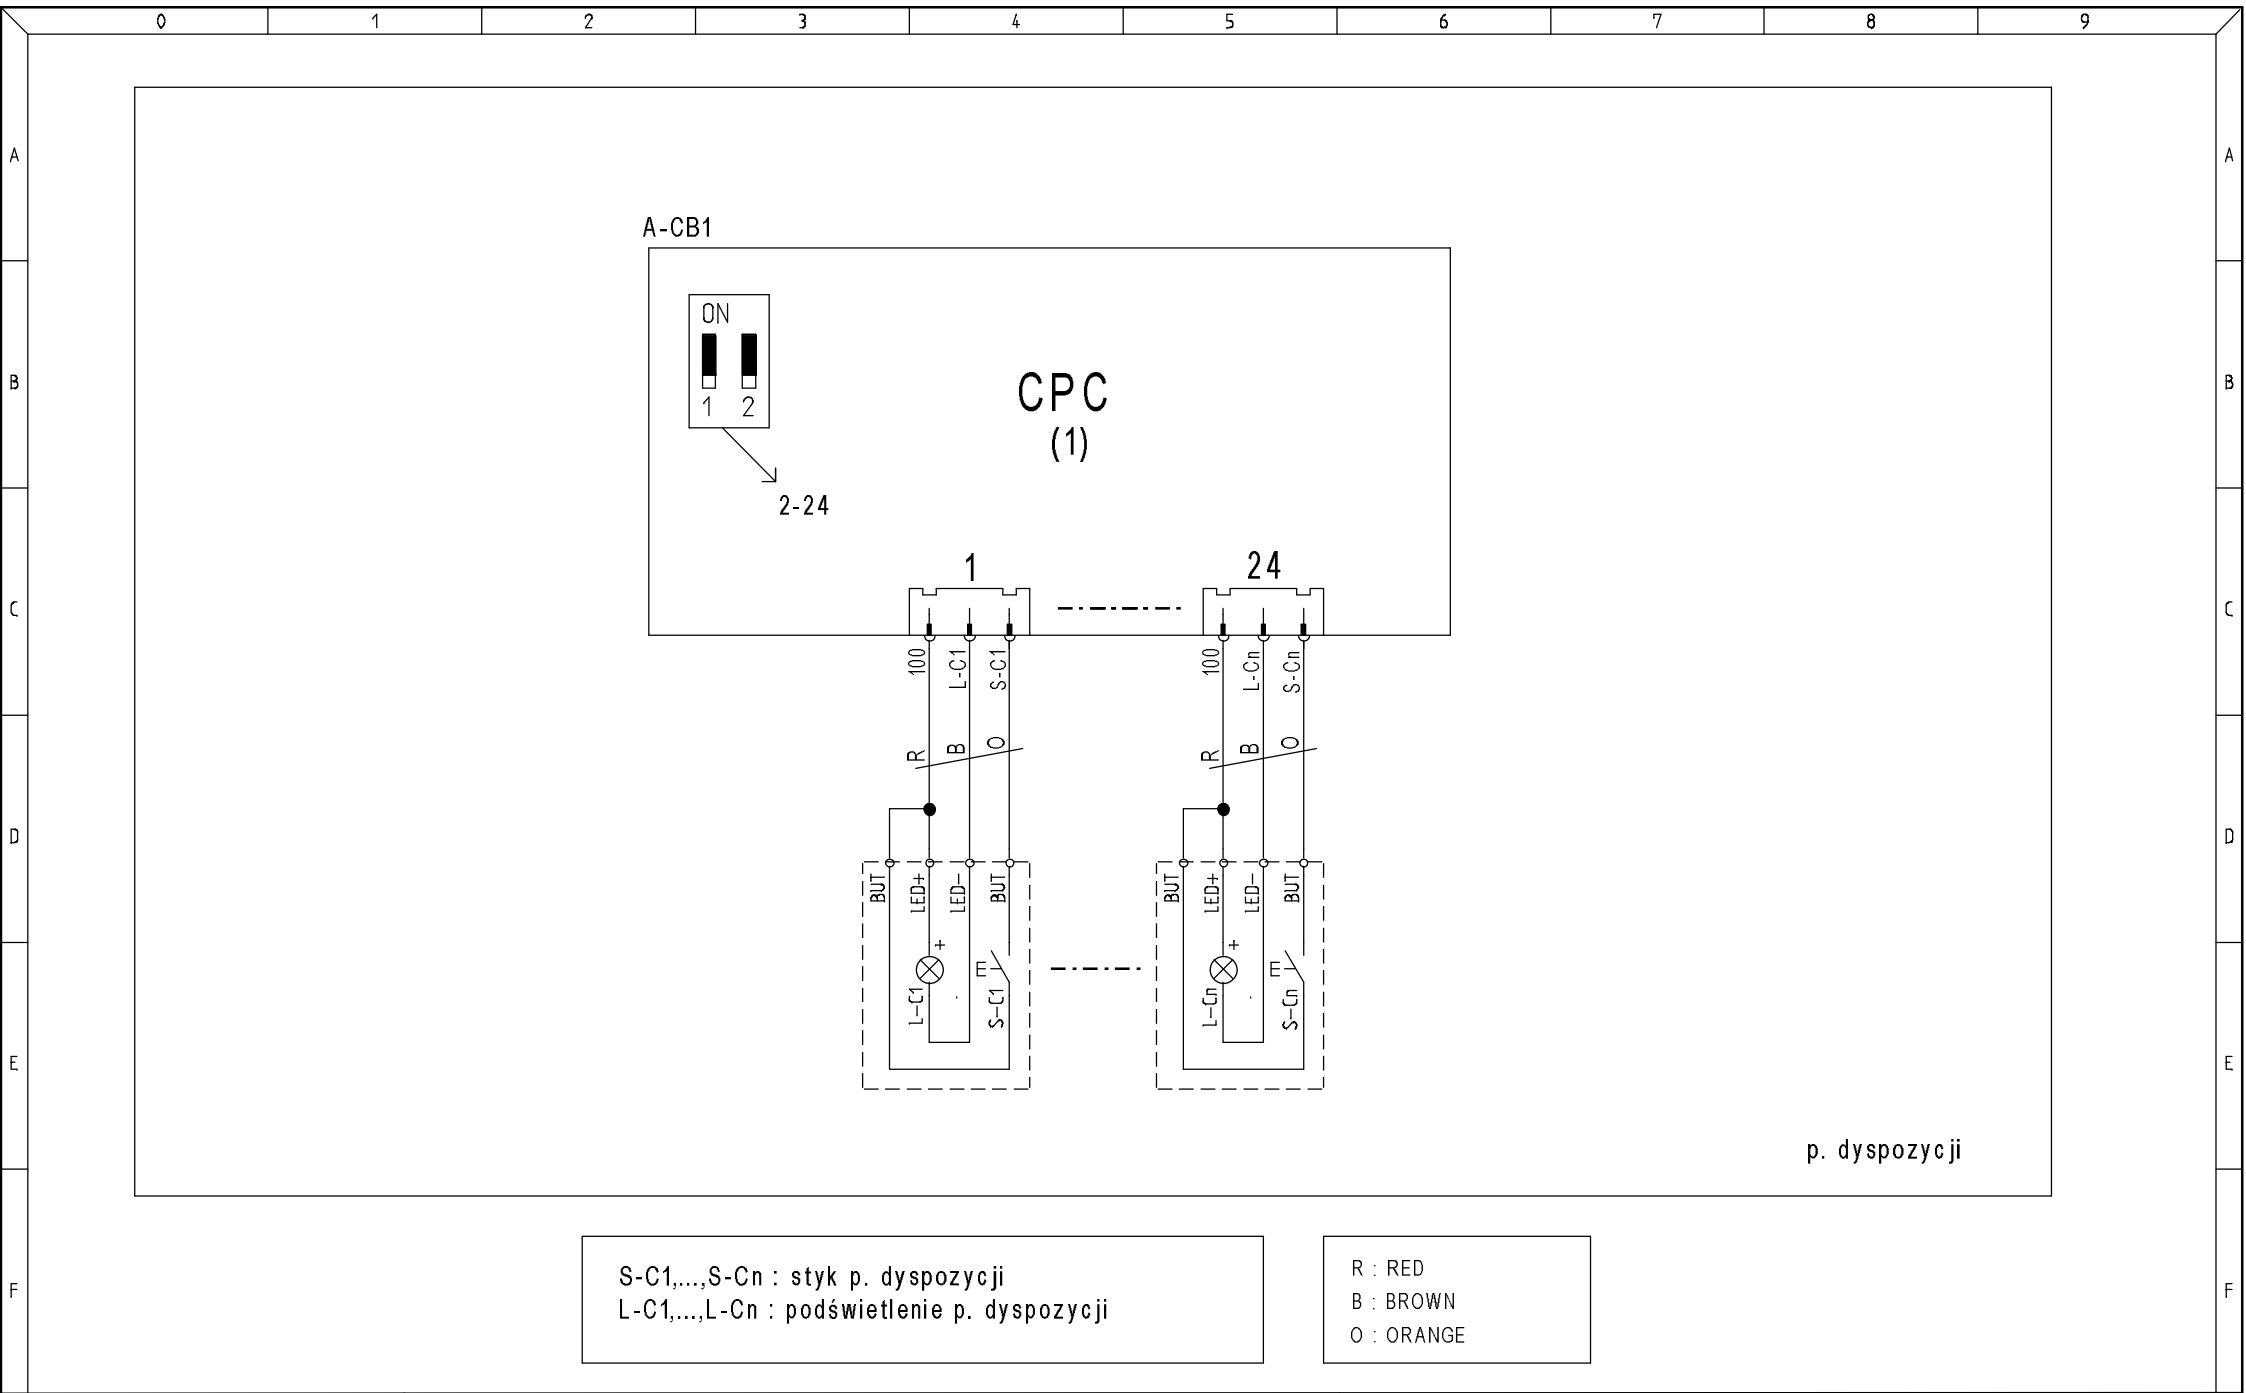 0 1 2 3 4 5 6 7 8 9
A A
A-CB1
ON
1 2
B B
CPC
(1)
2-24
1 24
C C
100 L-C1 S-C1 100 L-Cn S-Cn
R B O R B O
D D
BUT LED+ LED- BUT BUT LED+ LED- BUT
+ +
L-C1 S-C1 L-Cn S-Cn
E E
p. dyspozycji
S-C1,...,S-Cn : styk p. dyspozycji
L-C1,...,L-Cn : podświetlenie p. dyspozycji
R : RED
B : BROWN
O : ORANGE
F F